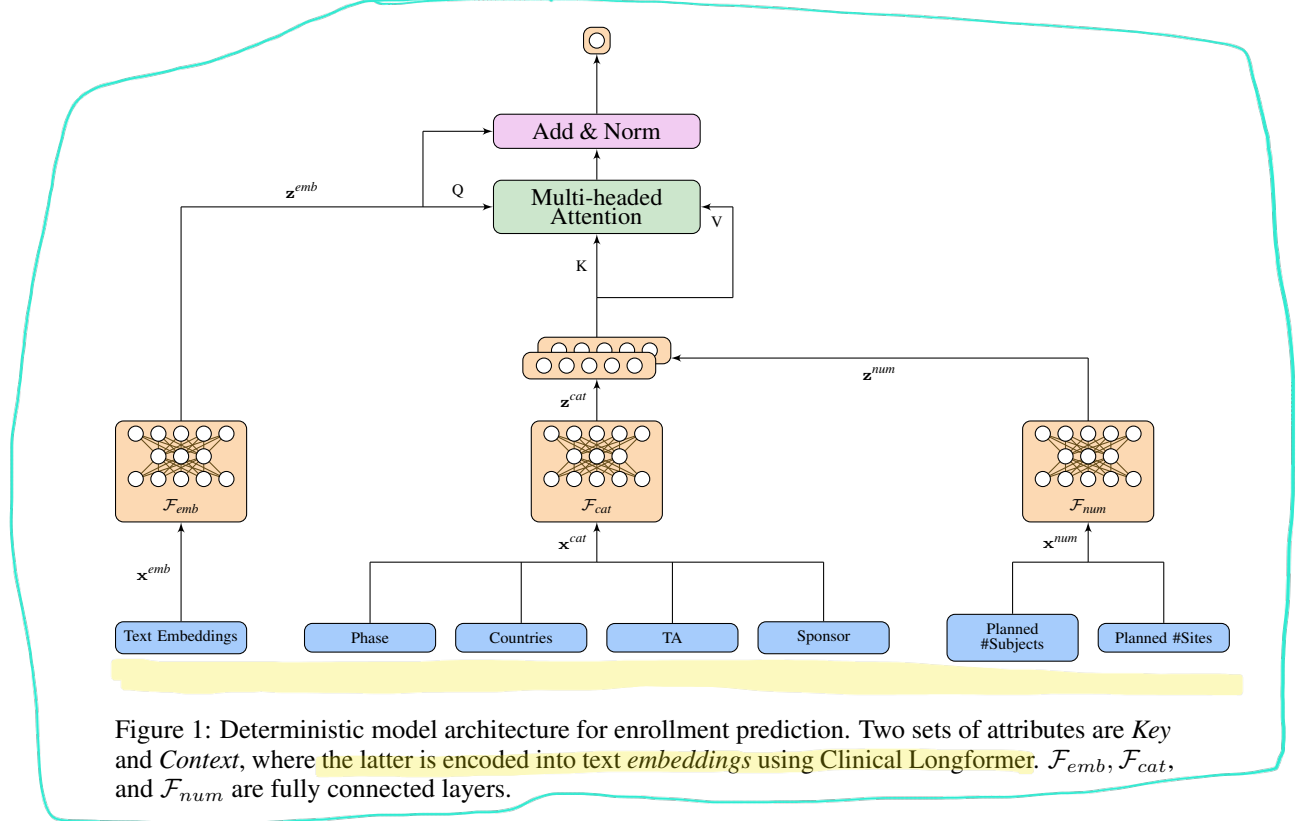 Add & Norm
z^emb
Q
Multi-headed
Attention
V
K
z^num
z^cat
F_emb
F_cat
F_num
x^emb
x^cat
x^num
Text Embeddings
Phase
Countries
TA
Sponsor
Planned
#Subjects
Planned #Sites
Figure 1: Deterministic model architecture for enrollment prediction. Two sets of attributes are Key
and Context, where the latter is encoded into text embeddings using Clinical Longformer. F_emb, F_cat,
and F_num are fully connected layers.